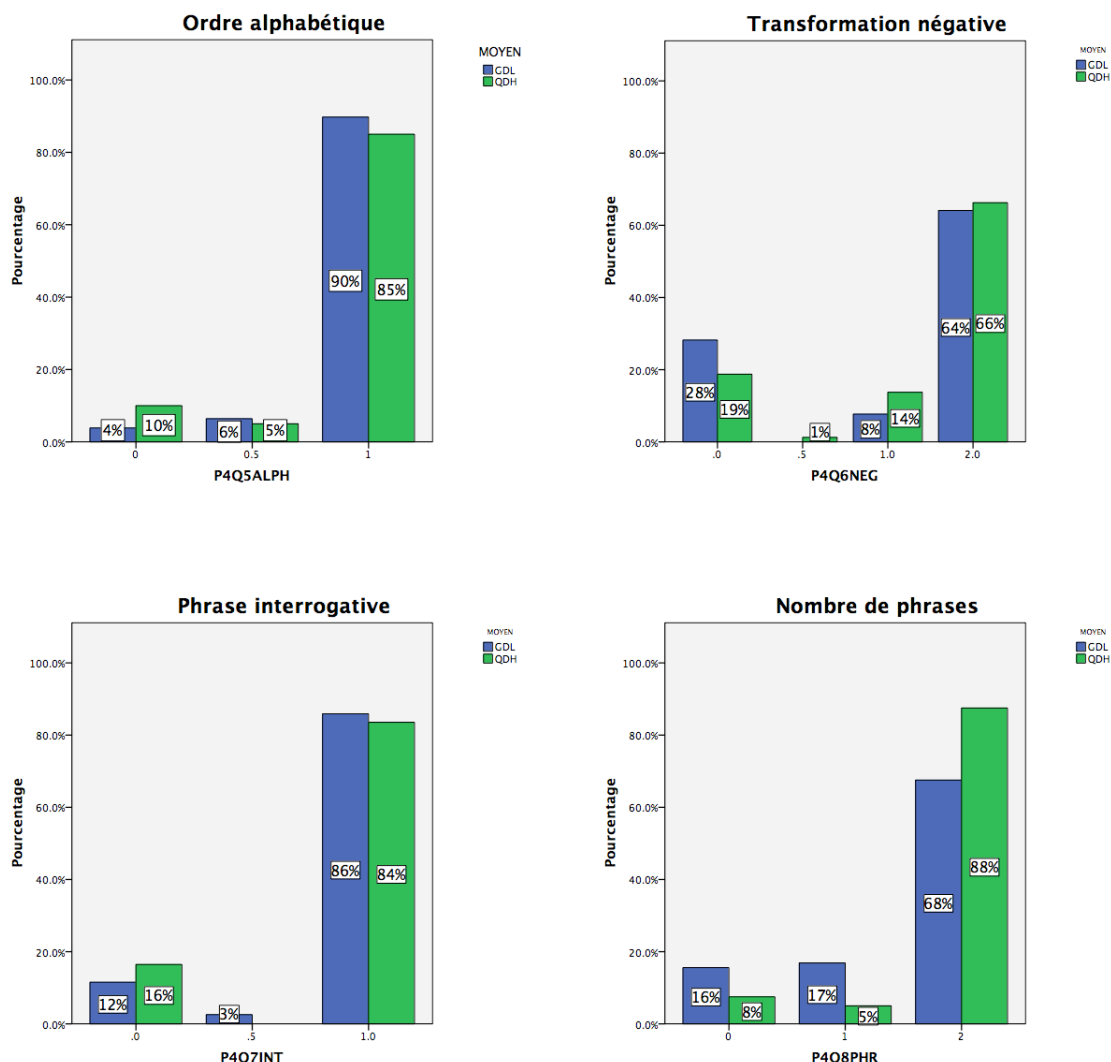 Ordre alphabétique
MOYEN
GDL
QDH
Pourcentage
100.0%
80.0%
60.0%
40.0%
20.0%
0.0%
4%
10%
6%
5%
90%
85%
0
0.5
1
P4Q5ALPH
Transformation négative
MOYEN
GDL
QDH
Pourcentage
100.0%
80.0%
60.0%
40.0%
20.0%
0.0%
28%
19%
1%
8%
14%
64%
66%
.0
.5
1.0
2.0
P4Q6NEG
Phrase interrogative
MOYEN
GDL
QDH
Pourcentage
100.0%
80.0%
60.0%
40.0%
20.0%
0.0%
12%
16%
3%
86%
84%
.0
.5
1.0
P4Q7INT
Nombre de phrases
MOYEN
GDL
QDH
Pourcentage
100.0%
80.0%
60.0%
40.0%
20.0%
0.0%
16%
8%
17%
5%
68%
88%
0
1
2
P4Q8PHR